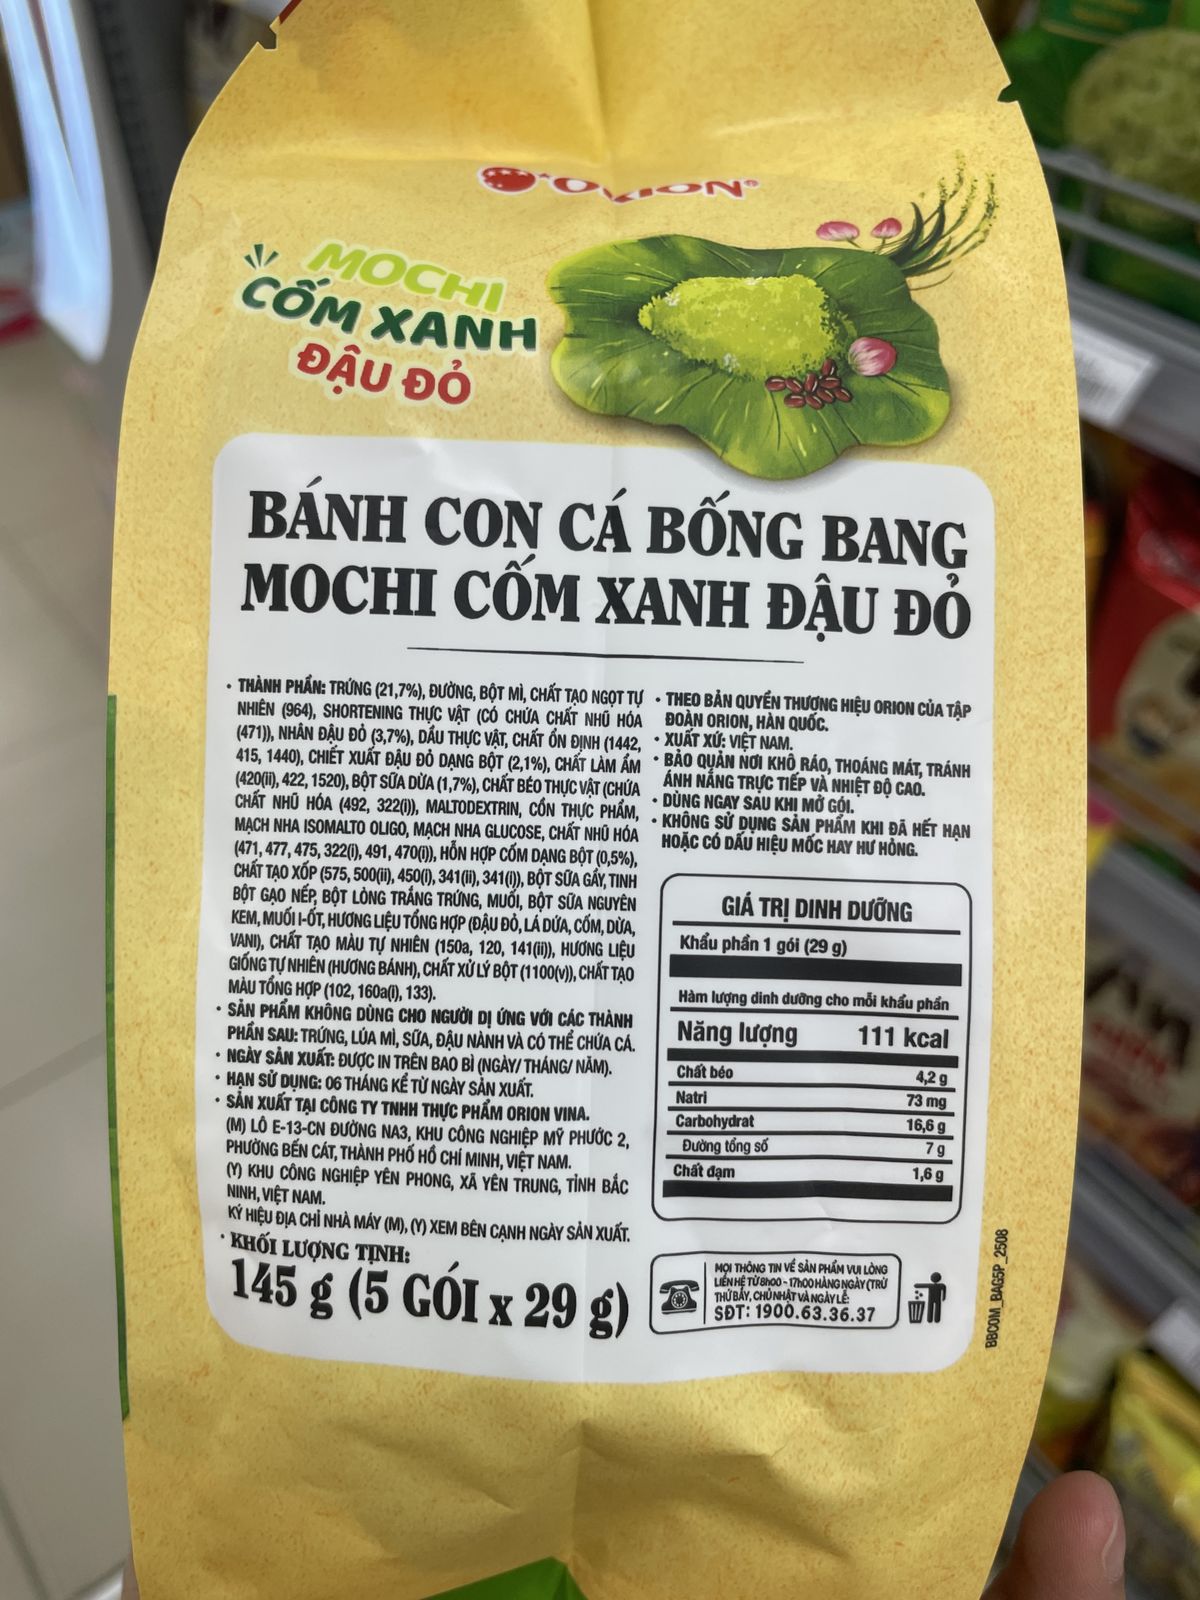 ORION
MOCHI
CỐM XANH
ĐẬU ĐỎ
BÁNH CON CÁ BỐNG BANG
MOCHI CỐM XANH ĐẬU ĐỎ
• THÀNH PHẦN: TRỨNG (21,7%), ĐƯỜNG, BỘT MÌ, CHẤT TẠO NGỌT TỰ
NHIÊN (964), SHORTENING THỰC VẬT (CÓ CHỨA CHẤT NHŨ HÓA
(471)), NHÂN ĐẬU ĐỎ (3,7%), DẦU THỰC VẬT, CHẤT ỔN ĐỊNH (1442,
415, 1440), CHIẾT XUẤT ĐẬU ĐỎ DẠNG BỘT (2,1%), CHẤT LÀM ẨM
(420(ii), 422, 1520), BỘT SỮA DỪA (1,7%), CHẤT BÉO THỰC VẬT (CHỨA
CHẤT NHŨ HÓA (492, 322(i)), MALTODEXTRIN, CỒN THỰC PHẨM,
MẠCH NHA ISOMALTO OLIGO, MẠCH NHA GLUCOSE, CHẤT NHŨ HÓA
(471, 477, 475, 322(i), 491, 470(i)), HỖN HỢP CỐM DẠNG BỘT (0,5%),
CHẤT TẠO XỐP (575, 500(ii), 450(i), 341(ii), 341(i)), BỘT SỮA GẦY, TINH
BỘT GẠO NẾP, BỘT LÒNG TRẮNG TRỨNG, MUỐI, BỘT SỮA NGUYÊN
KEM, MUỐI I-ỐT, HƯƠNG LIỆU TỔNG HỢP (ĐẬU ĐỎ, LÁ DỨA, CỐM, DỪA,
VANI), CHẤT TẠO MÀU TỰ NHIÊN (150a, 120, 141(ii)), HƯƠNG LIỆU
GIỐNG TỰ NHIÊN (HƯƠNG BÁNH), CHẤT XỬ LÝ BỘT (1100(v)), CHẤT TẠO
MÀU TỔNG HỢP (102, 160a(i), 133).
• SẢN PHẨM KHÔNG DÙNG CHO NGƯỜI DỊ ỨNG VỚI CÁC THÀNH
PHẦN SAU: TRỨNG, LÚA MÌ, SỮA, ĐẬU NÀNH VÀ CÓ THỂ CHỨA CÁ.
• NGÀY SẢN XUẤT: ĐƯỢC IN TRÊN BAO BÌ (NGÀY/ THÁNG/ NĂM).
• HẠN SỬ DỤNG: 06 THÁNG KỂ TỪ NGÀY SẢN XUẤT.
• SẢN XUẤT TẠI CÔNG TY TNHH THỰC PHẨM ORION VINA.
(M) LÔ E-13-CN ĐƯỜNG NA3, KHU CÔNG NGHIỆP MỸ PHƯỚC 2,
PHƯỜNG BẾN CÁT, THÀNH PHỐ HỒ CHÍ MINH, VIỆT NAM.
(Y) KHU CÔNG NGHIỆP YÊN PHONG, XÃ YÊN TRUNG, TỈNH BẮC
NINH, VIỆT NAM.
KÝ HIỆU ĐỊA CHỈ NHÀ MÁY (M), (Y) XEM BÊN CẠNH NGÀY SẢN XUẤT.
• KHỐI LƯỢNG TỊNH:
145 g (5 GÓI x 29 g)
• THEO BẢN QUYỀN THƯƠNG HIỆU ORION CỦA TẬP
ĐOÀN ORION, HÀN QUỐC.
• XUẤT XỨ: VIỆT NAM.
• BẢO QUẢN NƠI KHÔ RÁO, THOÁNG MÁT, TRÁNH
ÁNH NẮNG TRỰC TIẾP VÀ NHIỆT ĐỘ CAO.
• DÙNG NGAY SAU KHI MỞ GÓI.
• KHÔNG SỬ DỤNG SẢN PHẨM KHI ĐÃ HẾT HẠN
HOẶC CÓ DẤU HIỆU MỐC HAY HƯ HỎNG.
GIÁ TRỊ DINH DƯỠNG
Khẩu phần 1 gói (29 g)
Hàm lượng dinh dưỡng cho mỗi khẩu phần
Năng lượng 111 kcal
Chất béo 4,2 g
Natri 73 mg
Carbohydrat 16,6 g
Đường tổng số 7 g
Chất đạm 1,6 g
MỌI THÔNG TIN VỀ SẢN PHẨM VUI LÒNG
LIÊN HỆ TỪ 8h00 - 17h00 HÀNG NGÀY (TRỪ
THỨ BẢY, CHỦ NHẬT VÀ NGÀY LỄ):
SĐT: 1900.63.36.37
BBCOM_BAG5P_2508